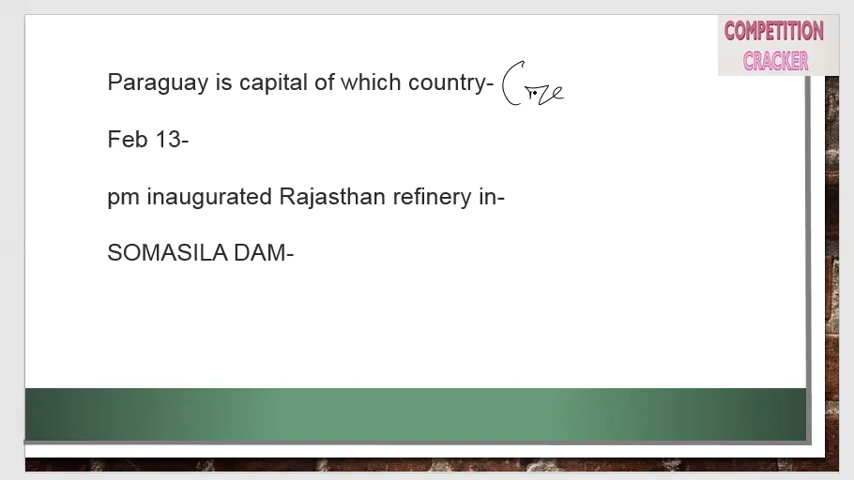 COMPETITION
CRACKER
Paraguay is capital of which country-
Feb 13-
pm inaugurated Rajasthan refinery in-
SOMASILA DAM-